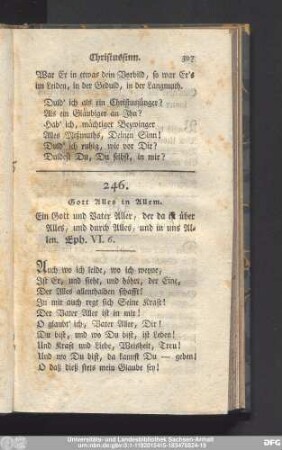 Christussinn. 327
War Er in etwas dein Vorbild, so war Er's
im Leiden, in der Geduld, in der Langmuth.
Duld' ich als ein Christusjünger?
Als ein Gläubiger an Ihn?
Hab' ich, mächtiger Bezwinger
Alles Mißmuths, Deinen Sinn!
Duld' ich ruhig, wie vor Dir?
Duldest Du, Du selbst, in mir?
246.
Gott Alles in Allem.
Ein Gott und Vater Aller, der da ist über
Alles, und durch Alles, und in uns Al-
len. Eph. VI. 6.
Auch wo ich leide, wo ich weine,
Ist Er, und sieht, und höhrt, der Eine,
Der Alles allenthalben schafft!
In mir auch regt sich Seine Kraft!
Der Vater Aller ist in mir!
O glaubt' ich, Vater Aller, Dir!
Du bist, und wo Du bist, ist Leben!
Und Kraft und Liebe, Weisheit, Treu!
Und wo Du bist, da kannst Du — geben!
O daß dieß stets mein Glaube sey!
Universitäts- und Landesbibliothek Sachsen-Anhalt
DFG